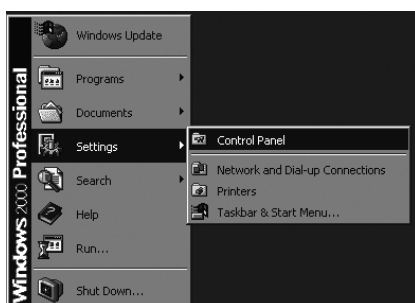 Windows 2000 Professional
Windows Update
Programs
Documents
Settings
Search
Help
Run...
Shut Down...
Control Panel
Network and Dial-up Connections
Printers
Taskbar & Start Menu...